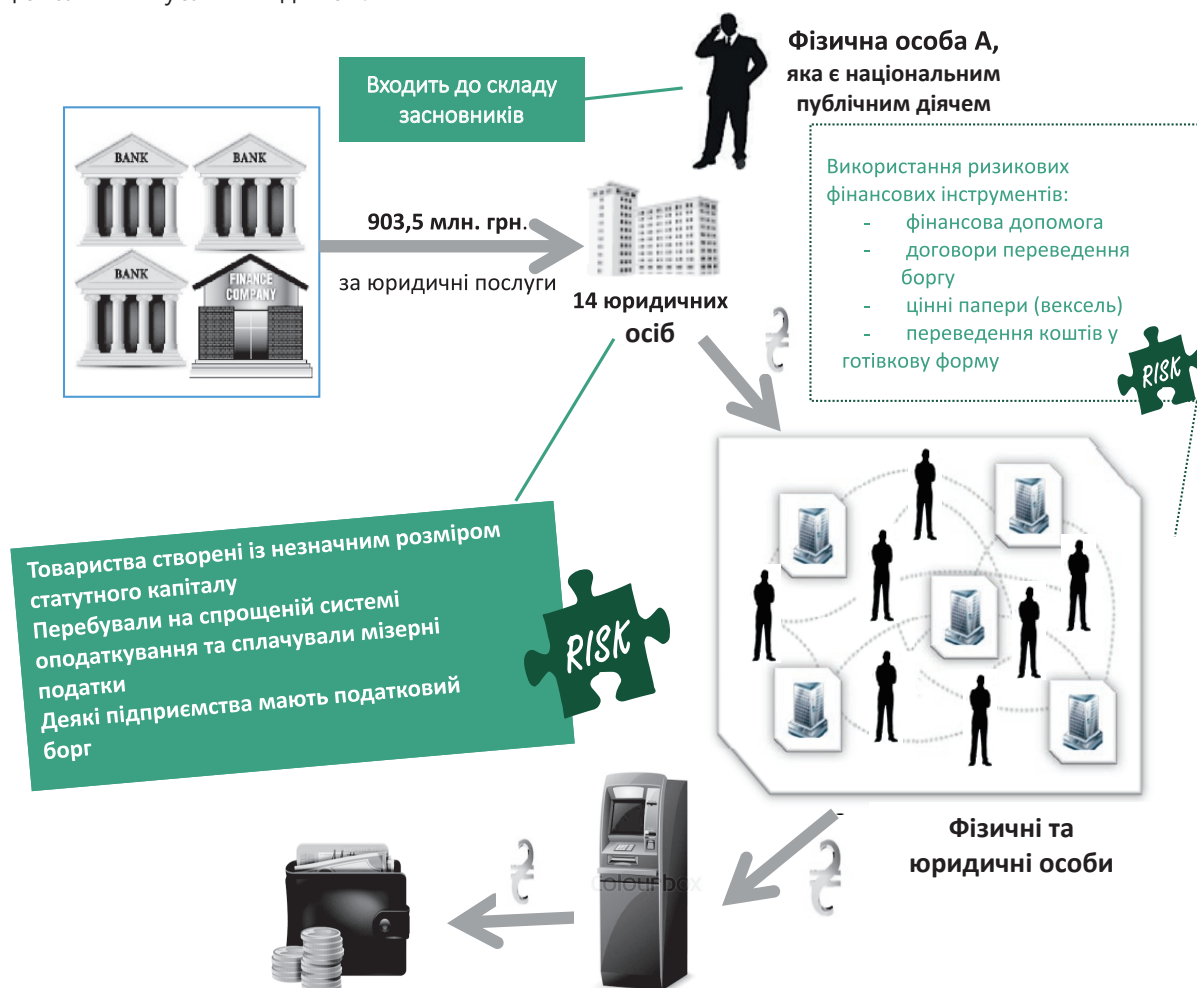 Фізична особа А,
яка є національним
публічним діячем
Входить до складу
засновників
BANK
BANK
BANK
FINANCE
COMPANY
903,5 млн. грн.
за юридичні послуги
14 юридичних
осіб
Використання ризикових
фінансових інструментів:
- фінансова допомога
- договори переведення
боргу
- цінні папери (вексель)
- переведення коштів у
готівкову форму
RISK
Товариства створені із незначним розміром
статутного капіталу
Перебували на спрощеній системі
оподаткування та сплачували мізерні
податки
Деякі підприємства мають податковий
борг
RISK
Фізичні та
юридичні особи
colourbox